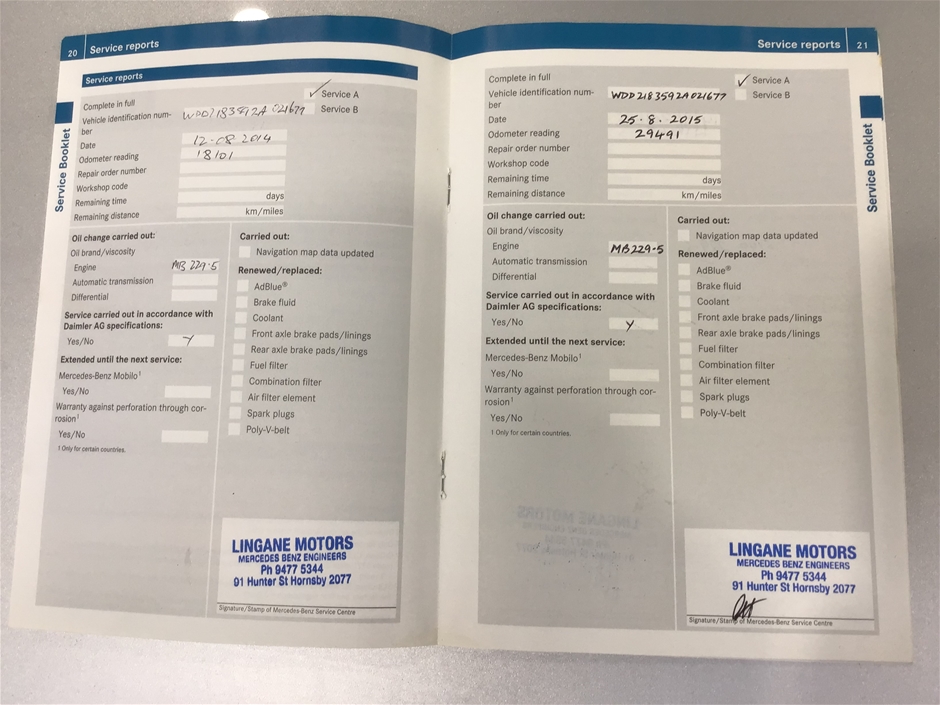 20 Service reports
Service reports
Complete in full
✓ Service A
Vehicle identification num-
ber
WDD2183592A021677
Service B
Date 12-08 2014
Odometer reading 18101
Repair order number
Workshop code
Remaining time days
Remaining distance km/miles
Service Booklet
Oil change carried out:
Oil brand/viscosity
Engine MB 229.5
Automatic transmission
Differential
Service carried out in accordance with
Daimler AG specifications:
Yes/No Y
Extended until the next service:
Mercedes-Benz Mobilo¹
Yes/No
Warranty against perforation through cor-
rosion¹
Yes/No
¹ Only for certain countries.
Carried out:
Navigation map data updated
Renewed/replaced:
AdBlue®
Brake fluid
Coolant
Front axle brake pads/linings
Rear axle brake pads/linings
Fuel filter
Combination filter
Air filter element
Spark plugs
Poly-V-belt
LINGANE MOTORS
MERCEDES BENZ ENGINEERS
Ph 9477 5344
91 Hunter St Hornsby 2077
Signature/Stamp of Mercedes-Benz Service Centre
Service reports 21
Complete in full
✓ Service A
Vehicle identification num-
ber
WDD2183592A021677
Service B
Date 25.8.2015
Odometer reading 29491
Repair order number
Workshop code
Remaining time days
Remaining distance km/miles
Service Booklet
Oil change carried out:
Oil brand/viscosity
Engine MB229.5
Automatic transmission
Differential
Service carried out in accordance with
Daimler AG specifications:
Yes/No Y
Extended until the next service:
Mercedes-Benz Mobilo¹
Yes/No
Warranty against perforation through cor-
rosion¹
Yes/No
¹ Only for certain countries.
Carried out:
Navigation map data updated
Renewed/replaced:
AdBlue®
Brake fluid
Coolant
Front axle brake pads/linings
Rear axle brake pads/linings
Fuel filter
Combination filter
Air filter element
Spark plugs
Poly-V-belt
LINGANE MOTORS
MERCEDES BENZ ENGINEERS
Ph 9477 5344
91 Hunter St Hornsby 2077
Signature/Stamp of Mercedes-Benz Service Centre